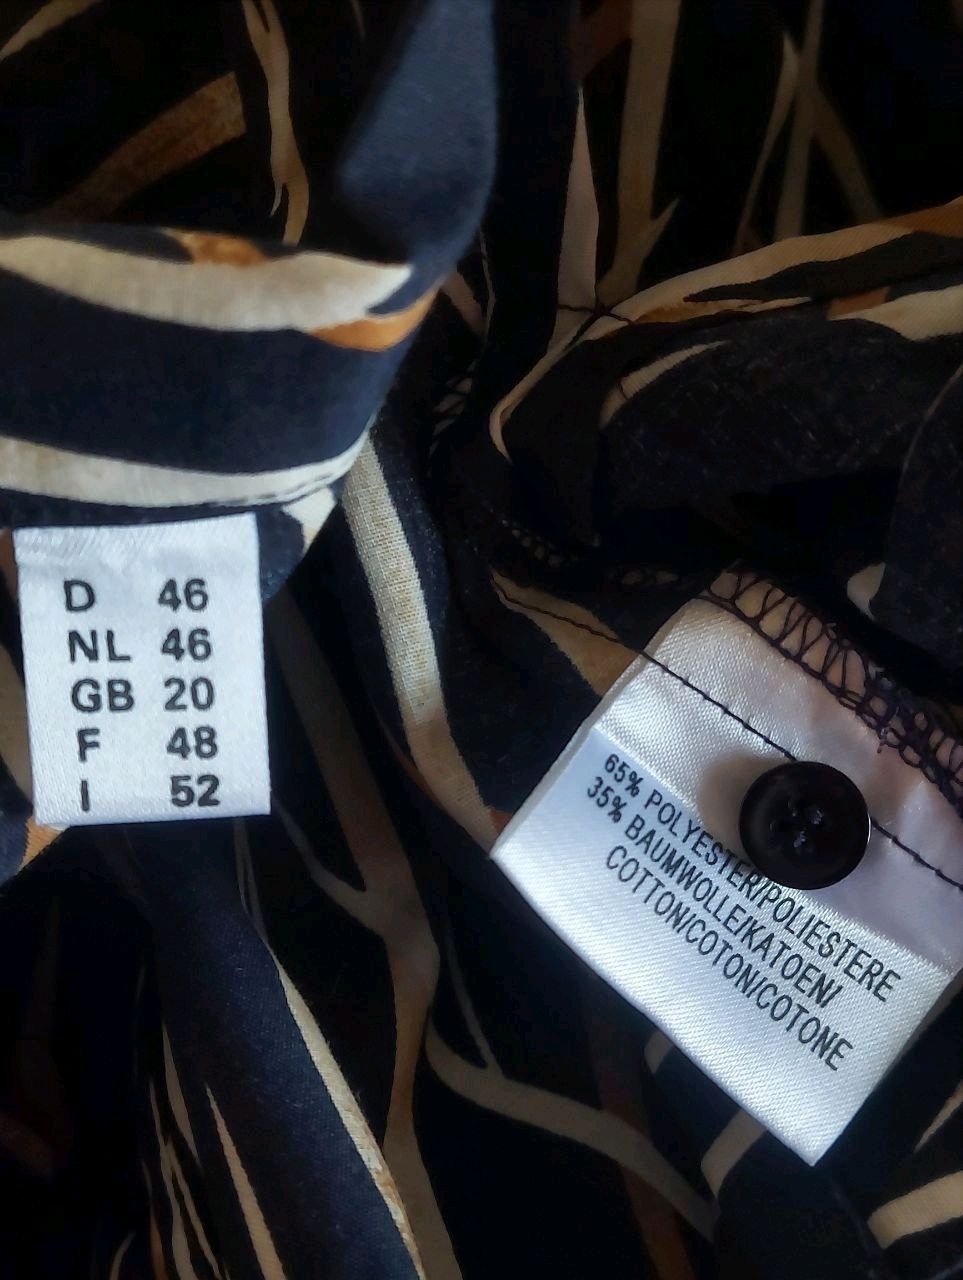 D 46
NL 46
GB 20
F 48
I 52
65% POLYESTER/POLIESTERE
35% BAUMWOLLE/KATOEN/
COTTON/COTON/COTONE